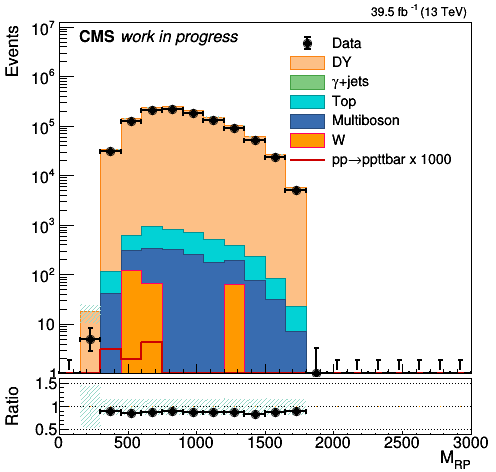 39.5 fb⁻¹ (13 TeV)
CMS work in progress
Events
10⁷
10⁶
10⁵
10⁴
10³
10²
10
1
Data
DY
γ+jets
Top
Multiboson
W
pp→ppttbar x 1000
Ratio
1.5
1
0.5
0 500 1000 1500 2000 2500 3000
M_RP